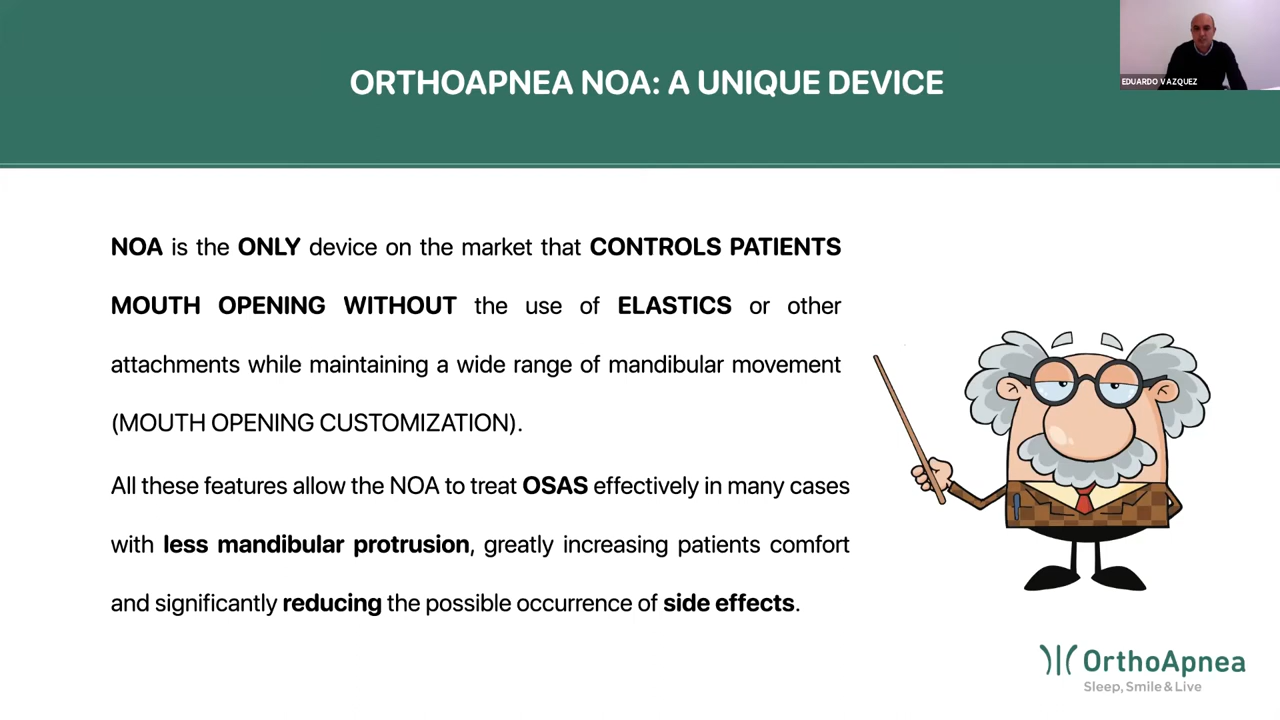 ORTHOAPNEA NOA: A UNIQUE DEVICE
EDUARDO VAZQUEZ
NOA is the ONLY device on the market that CONTROLS PATIENTS
MOUTH OPENING WITHOUT the use of ELASTICS or other
attachments while maintaining a wide range of mandibular movement
(MOUTH OPENING CUSTOMIZATION).
All these features allow the NOA to treat OSAS effectively in many cases
with less mandibular protrusion, greatly increasing patients comfort
and significantly reducing the possible occurrence of side effects.
OrthoApnea
Sleep, Smile & Live